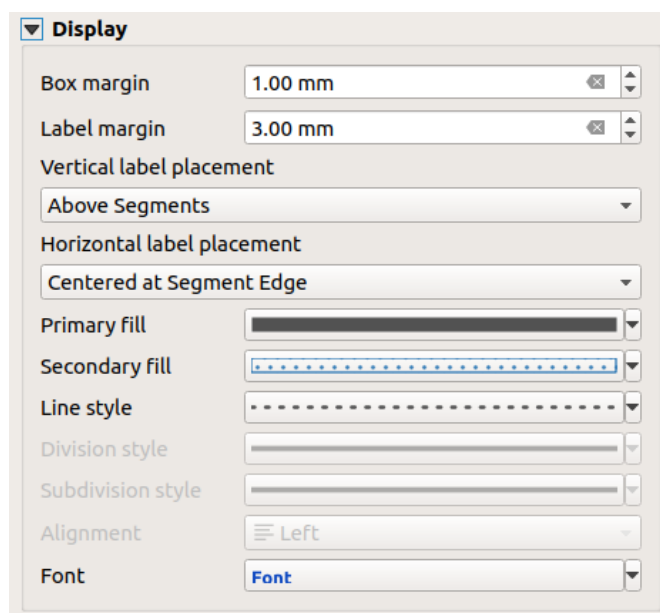 Display
Box margin 1.00 mm
Label margin 3.00 mm
Vertical label placement
Above Segments
Horizontal label placement
Centered at Segment Edge
Primary fill
Secondary fill
Line style
Division style
Subdivision style
Alignment Left
Font Font